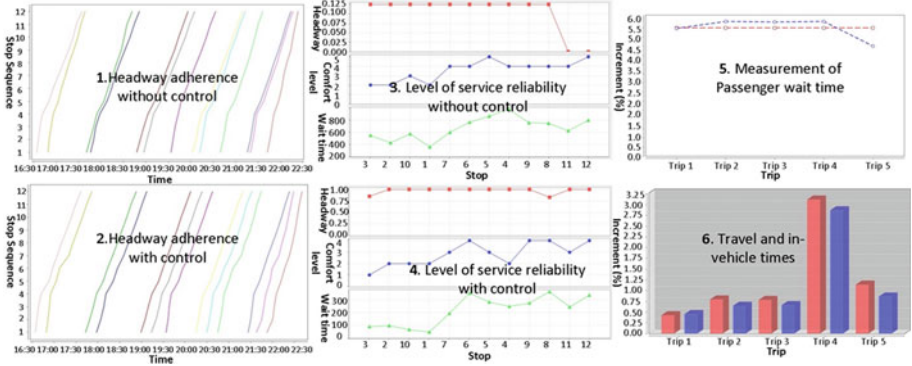 Stop Sequence
12
11
10
9
8
7
6
5
4
3
2
1
1.Headway adherence
without control
16:30 17:00 17:30 18:00 18:30 19:00 19:30 20:00 20:30 21:00 21:30 22:00 22:30
Time
Headway
0.125
0.100
0.075
0.050
0.025
0.000
Comfort
level
5
4
3
2
1
0
3. Level of service reliability
without control
Wait time
800
600
400
200
3 2 10 1 7 6 5 4 9 8 11 12
Stop
Increment (%)
6.0
5.5
5.0
4.5
4.0
3.5
3.0
2.5
2.0
1.5
1.0
0.5
0.0
5. Measurement of
Passenger wait time
Trip 1 Trip 2 Trip 3 Trip 4 Trip 5
Trip
Stop Sequence
12
11
10
9
8
7
6
5
4
3
2
1
2.Headway adherence
with control
16:30 17:00 17:30 18:00 18:30 19:00 19:30 20:00 20:30 21:00 21:30 22:00 22:30
Time
Headway
1.00
0.75
0.50
0.25
0.00
Comfort
level
4
3
2
1
0
4. Level of service reliability
with control
Wait time
300
200
100
0
3 2 10 1 7 6 5 4 9 8 11 12
Stop
Increment (%)
3.25
3.00
2.75
2.50
2.25
2.00
1.75
1.50
1.25
1.00
0.75
0.50
0.25
0.00
6. Travel and in-
vehicle times
Trip 1 Trip 2 Trip 3 Trip 4 Trip 5
Trip